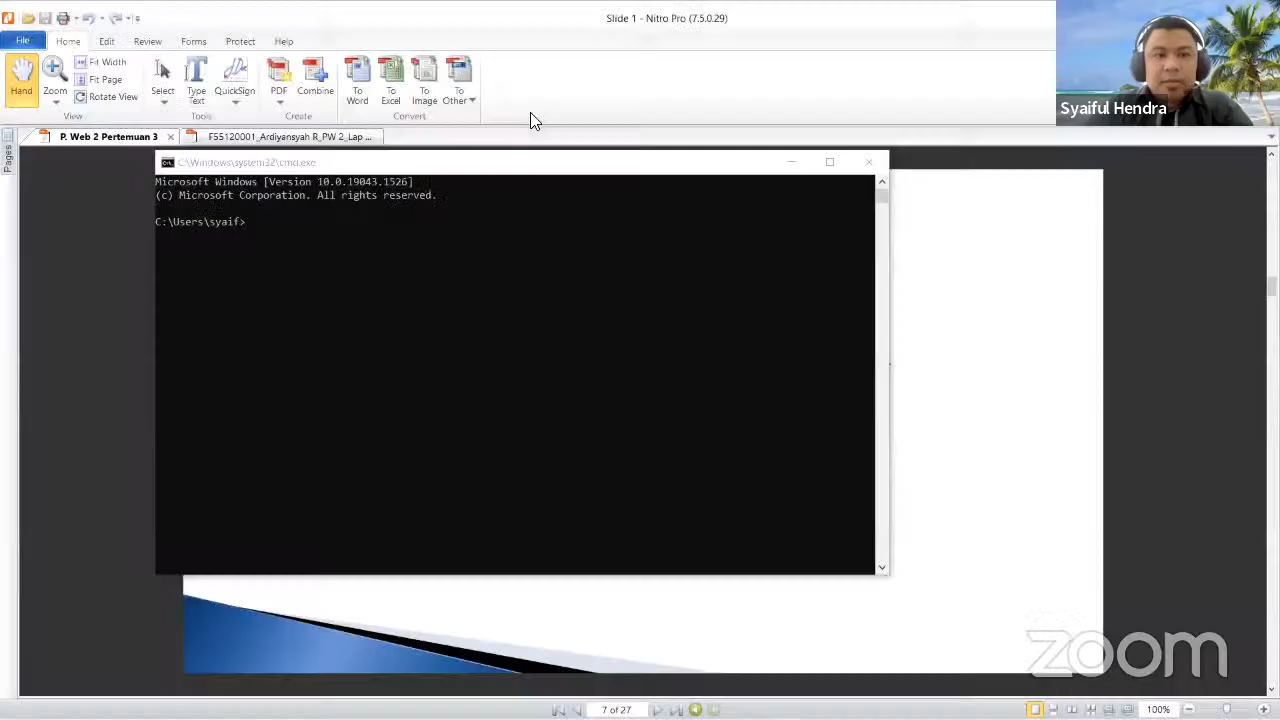 Slide 1 - Nitro Pro (7.5.0.29)
File Home Edit Review Forms Protect Help
Hand
Zoom
Fit Width
Fit Page
Rotate View
View
Select
Type Text
QuickSign
Tools
PDF
Combine
Create
To Word
To Excel
To Image
To Other
Convert
Syaiful Hendra
Pages
P. Web 2 Pertemuan 3
F55120001_Ardiyansyah R_PW 2_Lap ...
C:\Windows\system32\cmd.exe
Microsoft Windows [Version 10.0.19043.1526]
(c) Microsoft Corporation. All rights reserved.
C:\Users\syaif>
zoom
7 of 27
100%